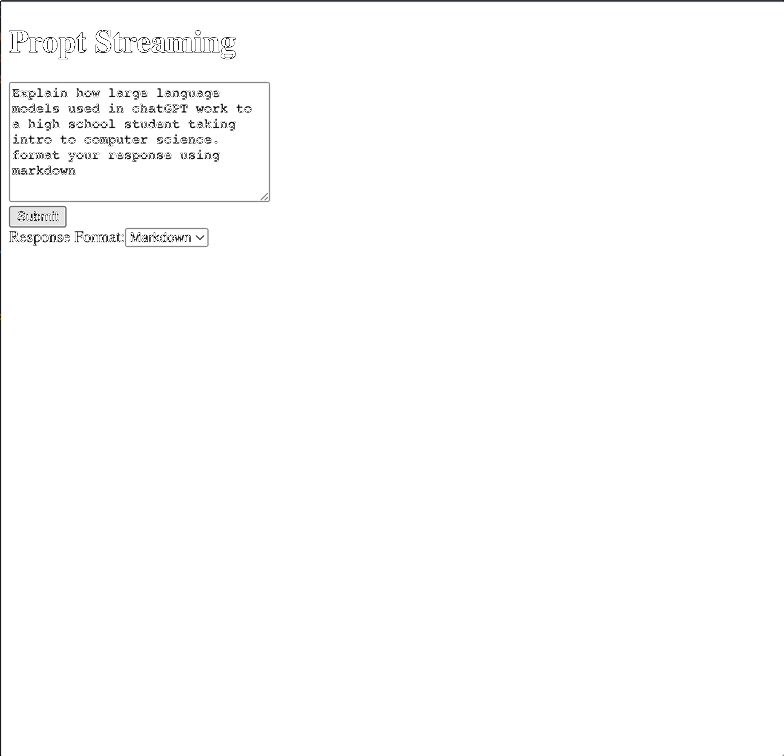 Propt Streaming
Explain how large language
models used in chatGPT work to
a high school student taking
intro to computer science.
format your response using
markdown
Submit
Response Format: Markdown